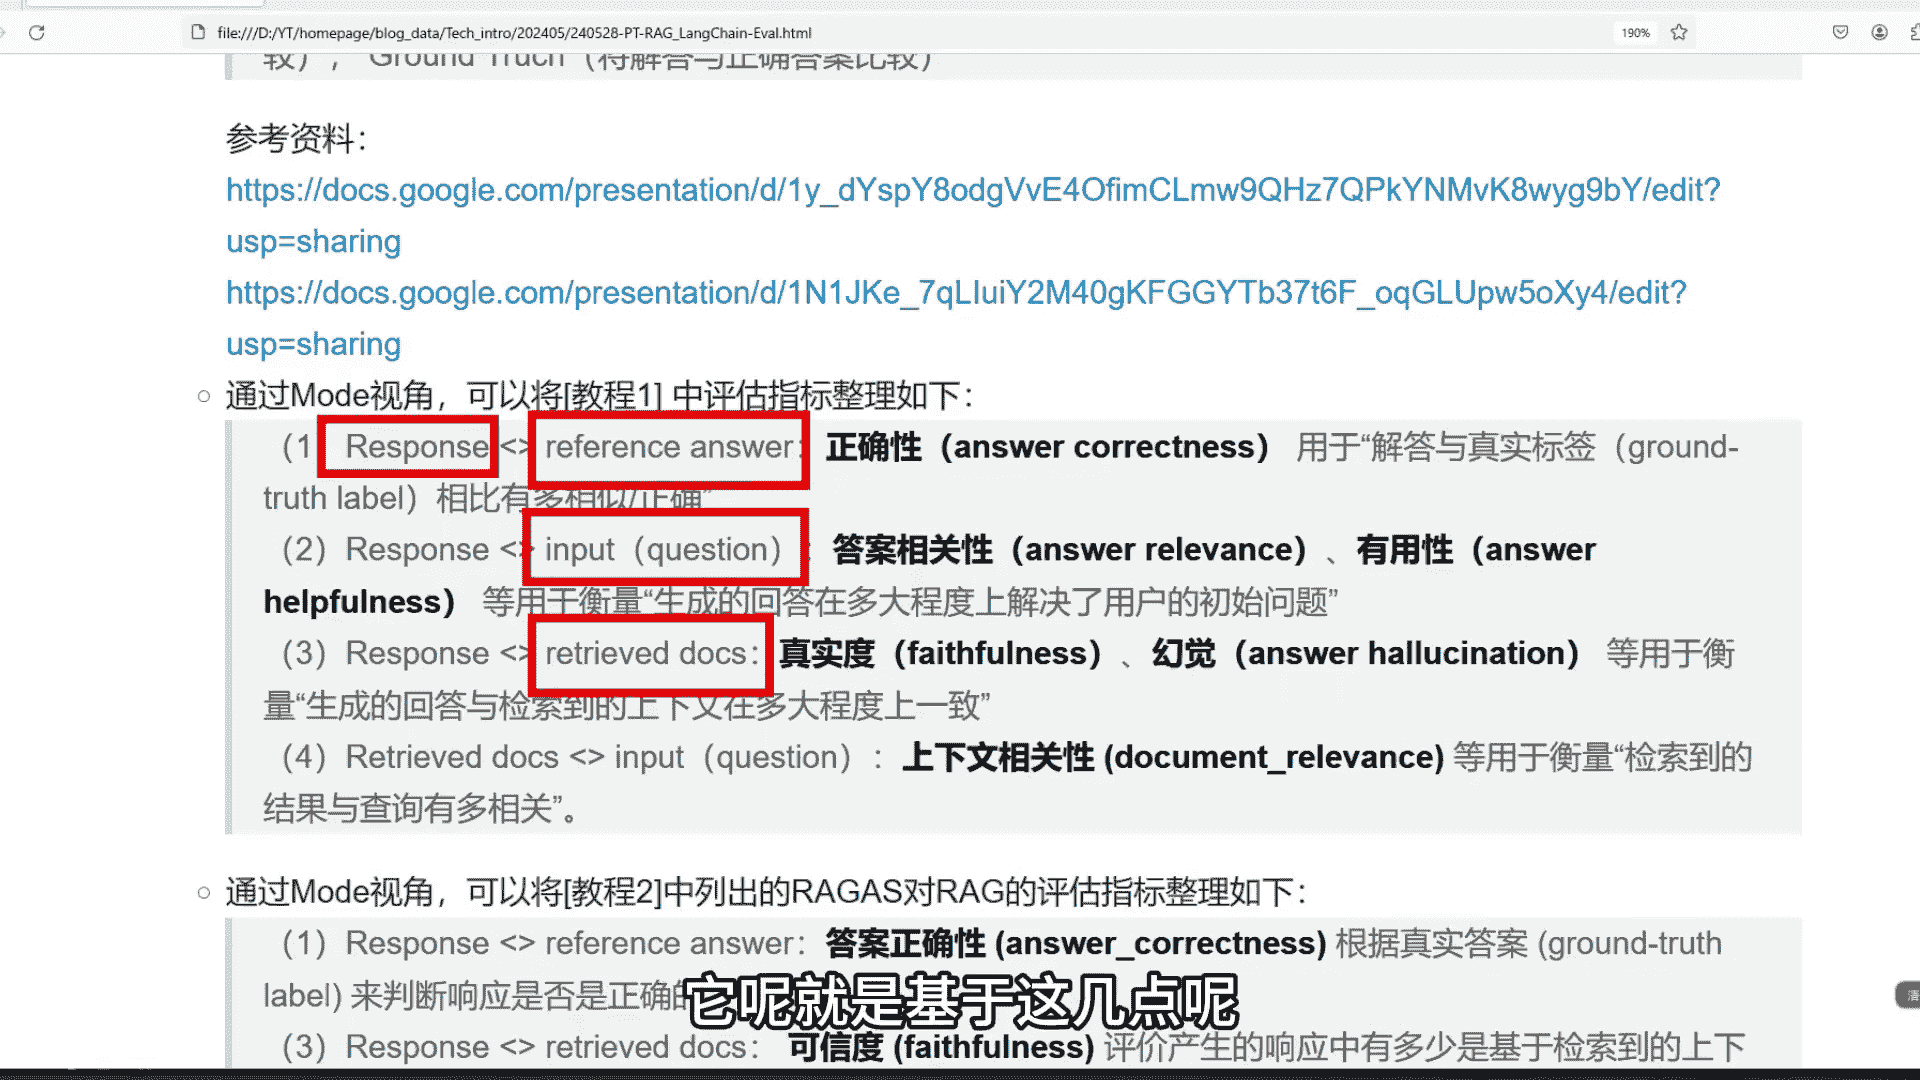 file:///D:/YT/homepage/blog_data/Tech_intro/202405/240528-PT-RAG_LangChain-Eval.html
190%
较），“Ground Truch（将解答与正确答案比较）
参考资料：
https://docs.google.com/presentation/d/1y_dYspY8odgVvE4OfimCLmw9QHz7QPkYNMvK8wyg9bY/edit?
usp=sharing
https://docs.google.com/presentation/d/1N1JKe_7qLIuiY2M40gKFGGYTb37t6F_oqGLUpw5oXy4/edit?
usp=sharing
通过Mode视角，可以将[教程1] 中评估指标整理如下：
（1 Response <> reference answer：正确性（answer correctness） 用于“解答与真实标签（ground-
truth label）相比有多相似/正确”
（2）Response <> input（question）：答案相关性（answer relevance）、有用性（answer
helpfulness） 等用于衡量“生成的回答在多大程度上解决了用户的初始问题”
（3）Response <> retrieved docs：真实度（faithfulness）、幻觉（answer hallucination） 等用于衡
量“生成的回答与检索到的上下文在多大程度上一致”
（4）Retrieved docs <> input（question）：上下文相关性 (document_relevance) 等用于衡量“检索到的
结果与查询有多相关”。
通过Mode视角，可以将[教程2]中列出的RAGAS对RAG的评估指标整理如下：
（1）Response <> reference answer：答案正确性 (answer_correctness) 根据真实答案 (ground-truth
label) 来判断响应是否是正确的
它呢就是基于这几点呢
（3）Response <> retrieved docs： 可信度 (faithfulness) 评价产生的响应中有多少是基于检索到的上下